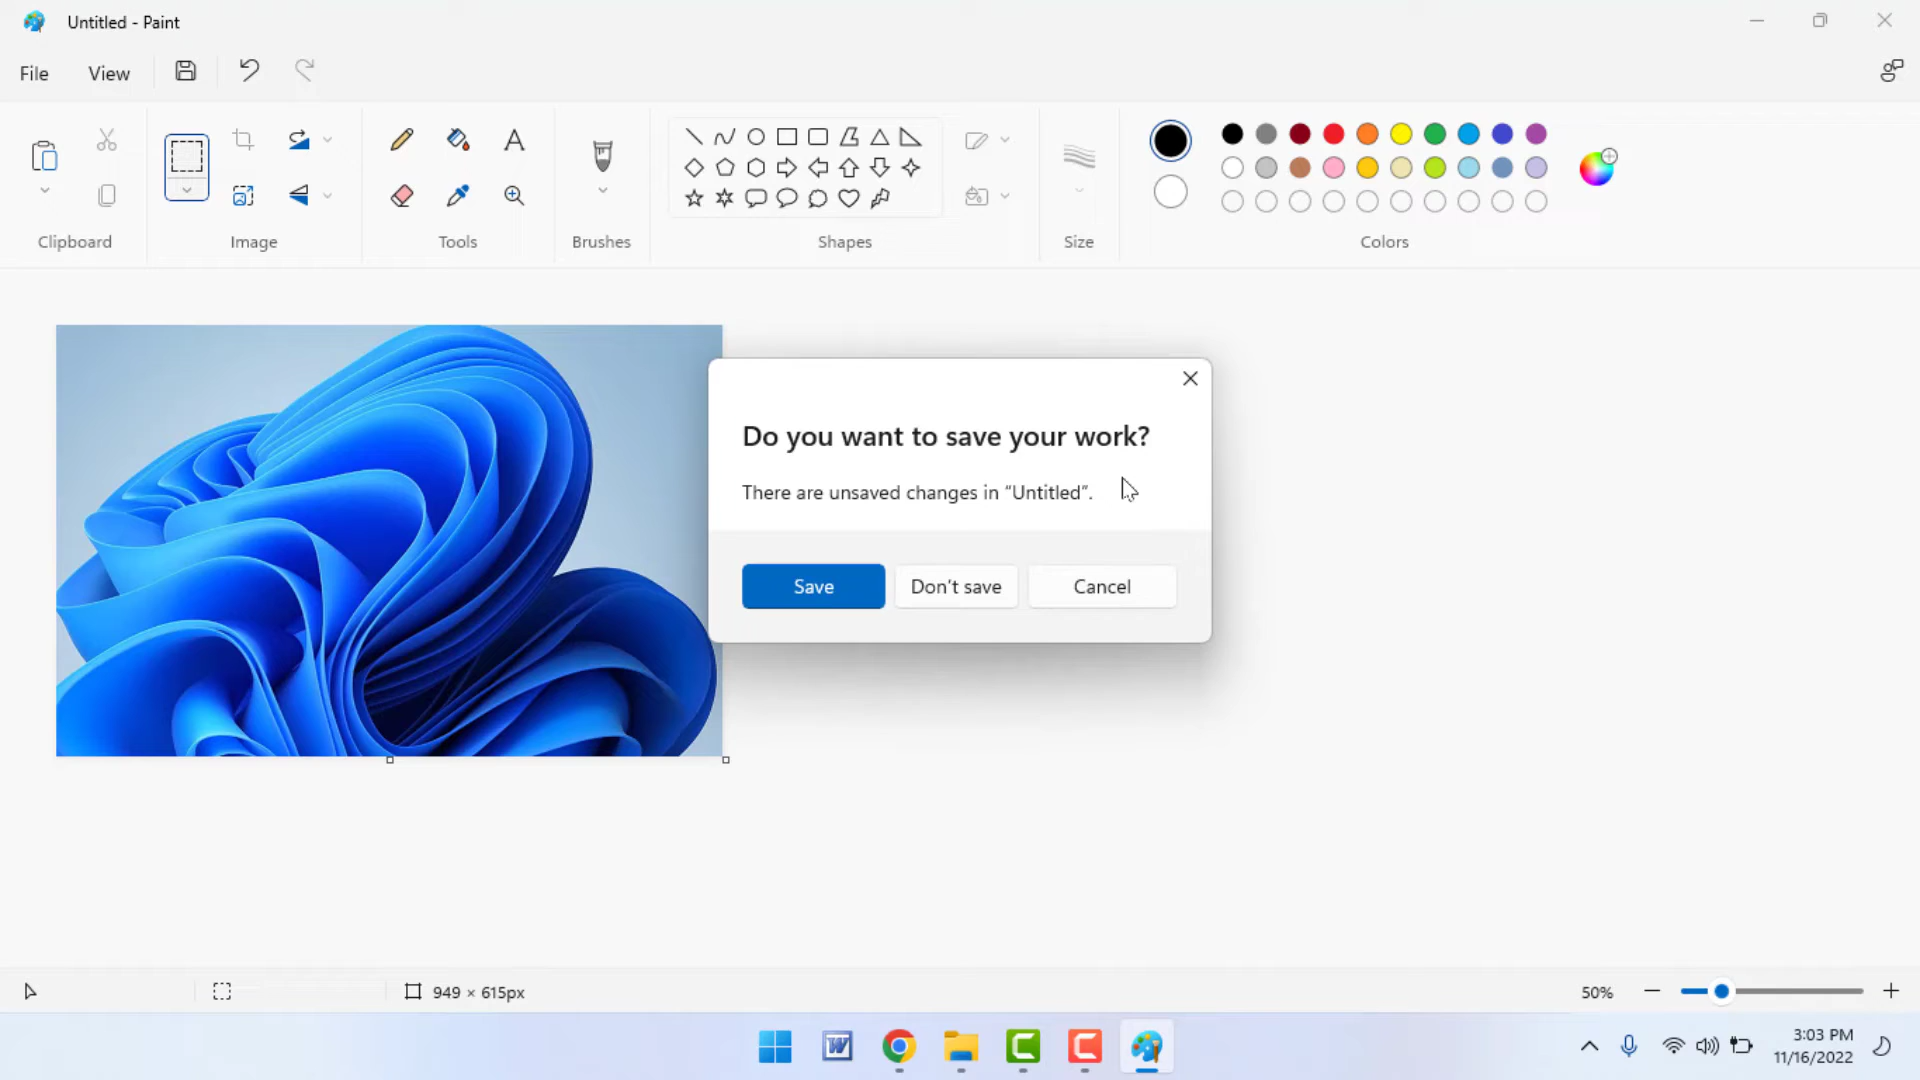 Untitled - Paint
File View
Clipboard Image Tools Brushes Shapes Size Colors
Do you want to save your work?
There are unsaved changes in “Untitled”.
Save Don't save Cancel
949 × 615px 50%
3:03 PM
11/16/2022